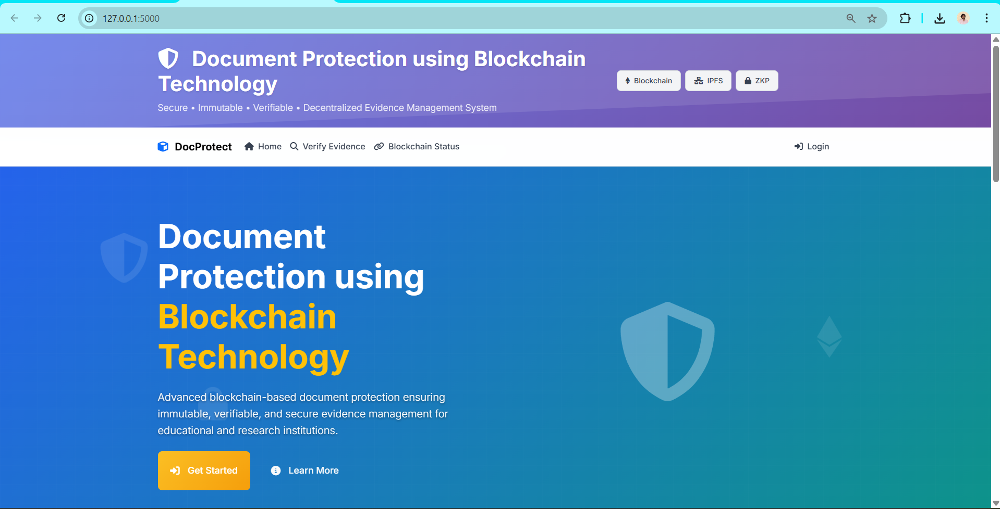 127.0.0.1:5000
Document Protection using Blockchain
Technology
Secure • Immutable • Verifiable • Decentralized Evidence Management System
Blockchain
IPFS
ZKP
DocProtect
Home
Verify Evidence
Blockchain Status
Login
Document
Protection using
Blockchain
Technology
Advanced blockchain-based document protection ensuring
immutable, verifiable, and secure evidence management for
educational and research institutions.
Get Started
Learn More